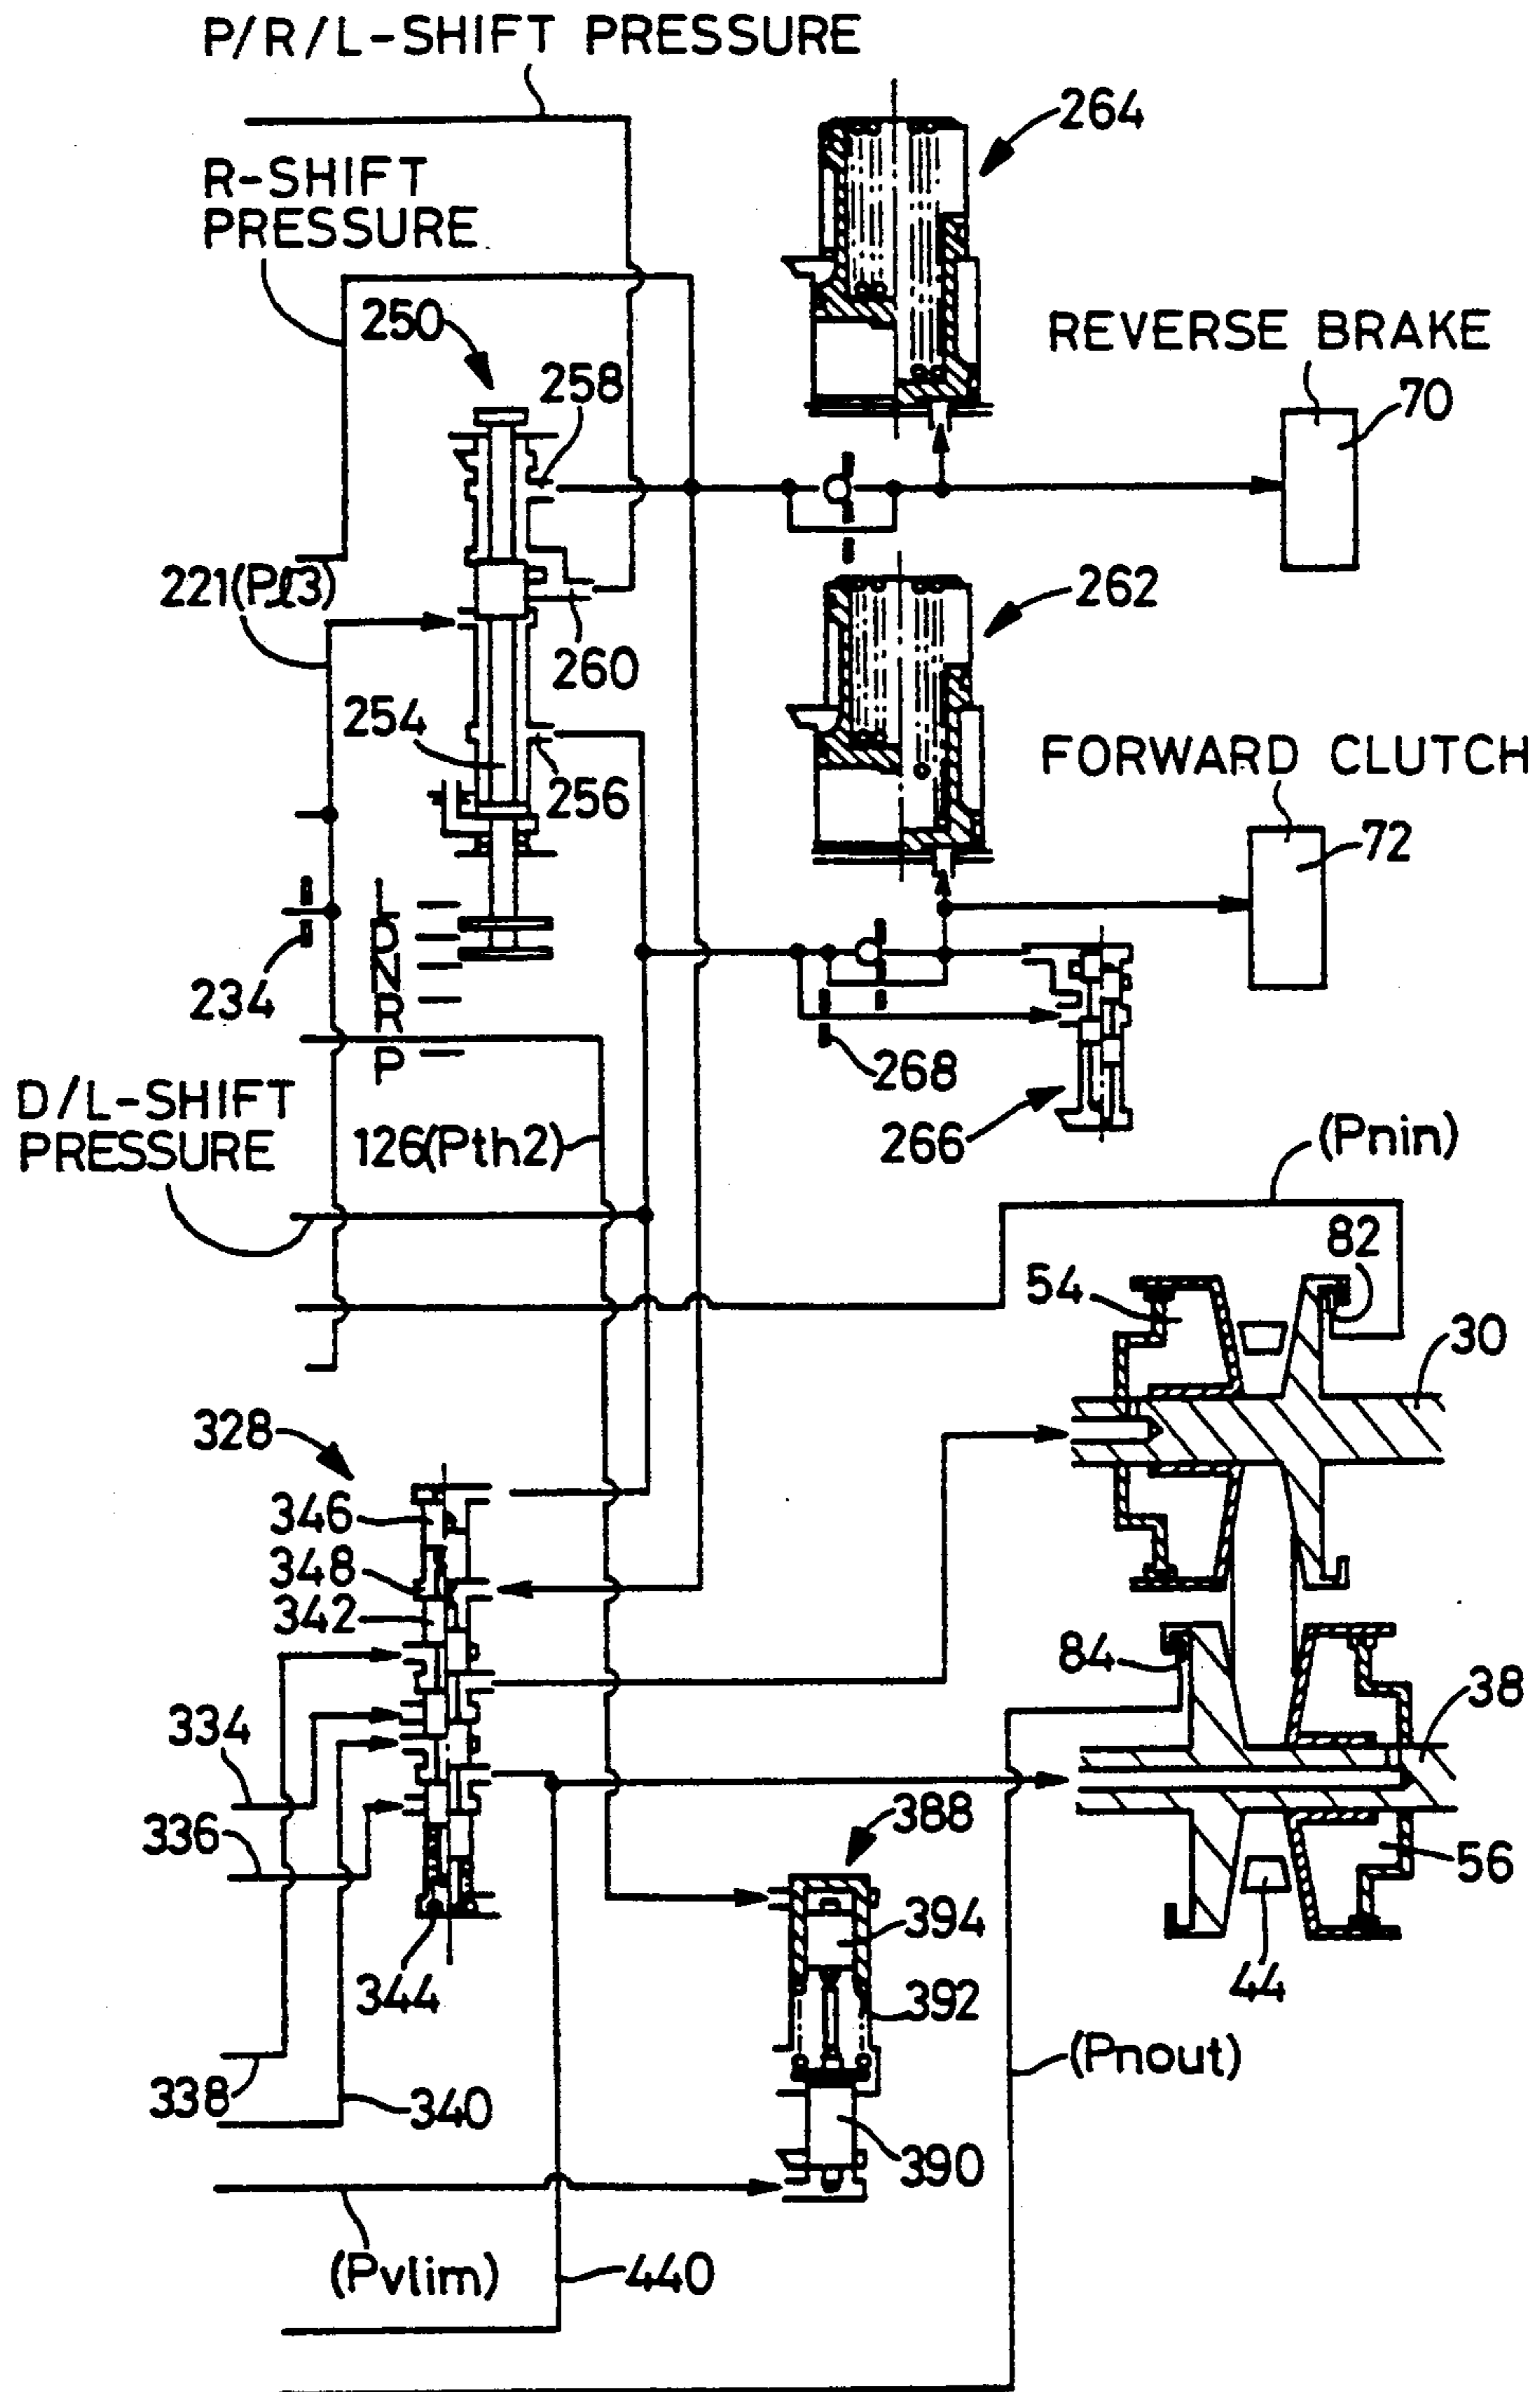 P/R/L-SHIFT PRESSURE
264
R-SHIFT
PRESSURE
250
REVERSE BRAKE
258
70
221(Pl3)
262
260
254
FORWARD CLUTCH
256
72
L
D
N
R
P
234
268
D/L-SHIFT
PRESSURE
126(Pth2)
266
(Pnin)
82
54
30
328
346
348
342
84
38
334
336
388
56
394
344
392
44
338
340
(Pnout)
390
(Pvlim)
440